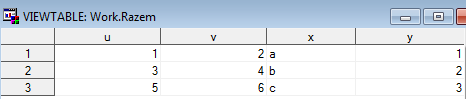 VIEWTABLE: Work.Razem
u v x y
1 1 2 a 1
2 3 4 b 2
3 5 6 c 3